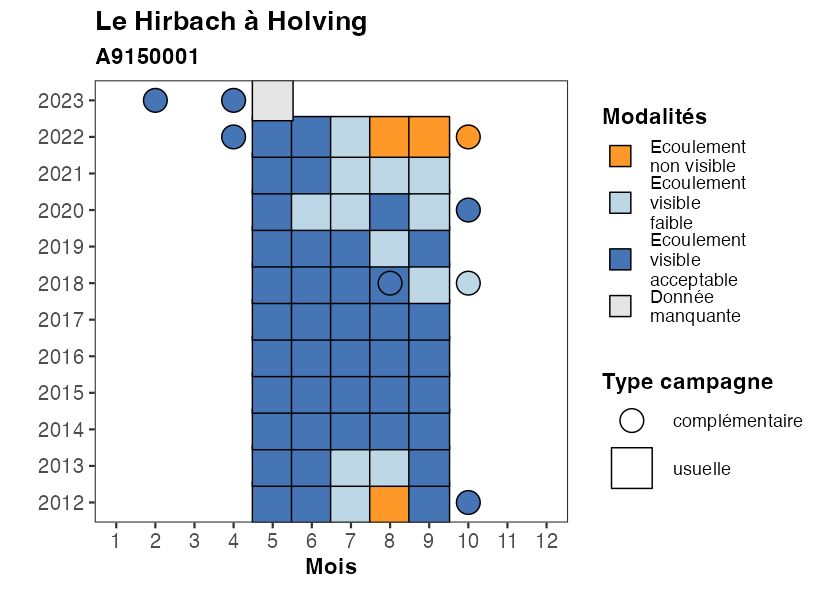 Le Hirbach à Holving
A9150001
2023
2022
2021
2020
2019
2018
2017
2016
2015
2014
2013
2012
1 2 3 4 5 6 7 8 9 10 11 12
Mois
Modalités
Ecoulement
non visible
Ecoulement
visible
faible
Ecoulement
visible
acceptable
Donnée
manquante
Type campagne
complémentaire
usuelle